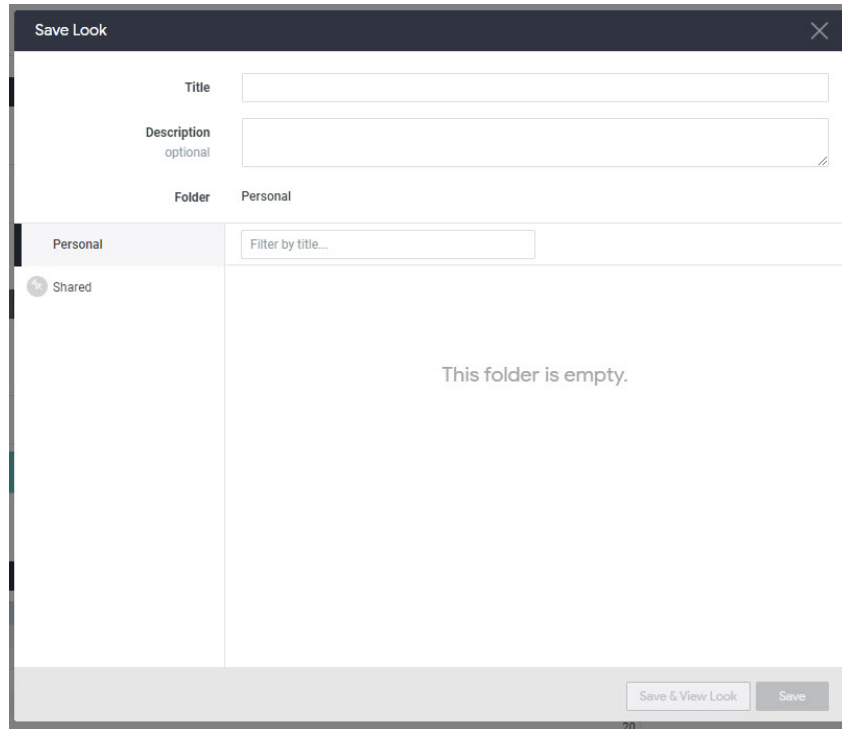 Save Look
Title
Description
optional
Folder Personal
Personal
Filter by title...
Shared
This folder is empty.
Save & View Look Save
20